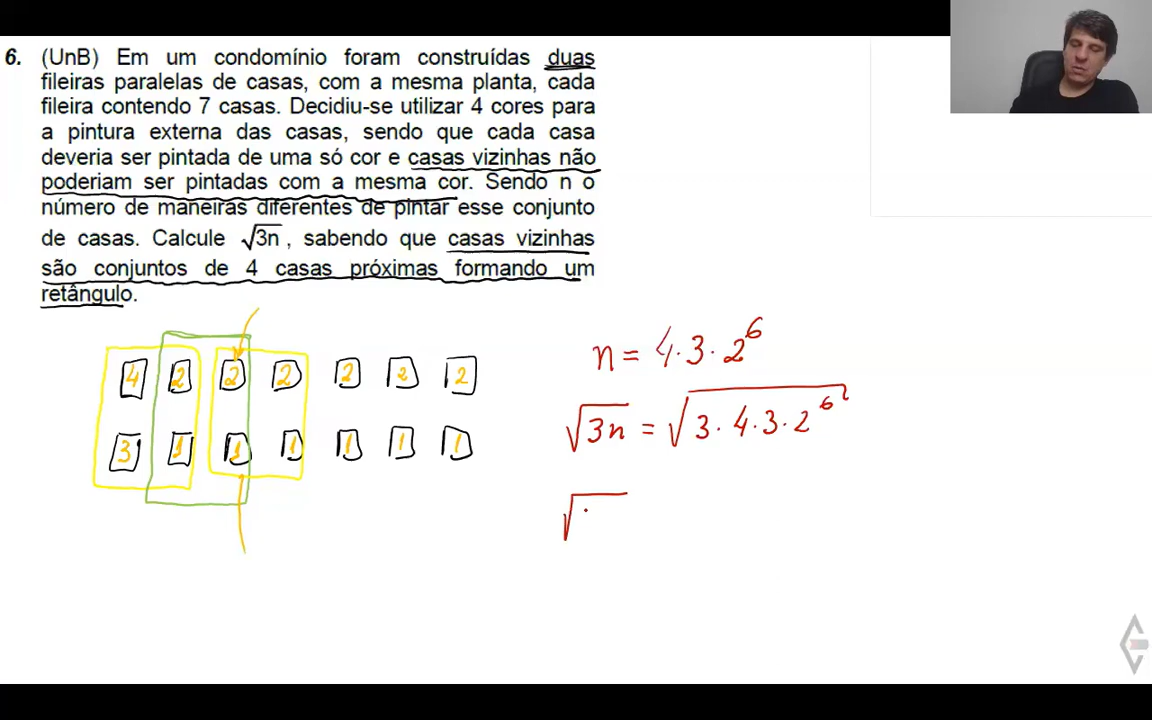 6. (UnB) Em um condomínio foram construídas duas
fileiras paralelas de casas, com a mesma planta, cada
fileira contendo 7 casas. Decidiu-se utilizar 4 cores para
a pintura externa das casas, sendo que cada casa
deveria ser pintada de uma só cor e casas vizinhas não
poderiam ser pintadas com a mesma cor. Sendo n o
número de maneiras diferentes de pintar esse conjunto
de casas. Calcule √3n, sabendo que casas vizinhas
são conjuntos de 4 casas próximas formando um
retângulo.
4 2 2 2 2 2 2
3 1 1 1 1 1 1
n = 4·3·2⁶
√3n = √3·4·3·2⁶
√